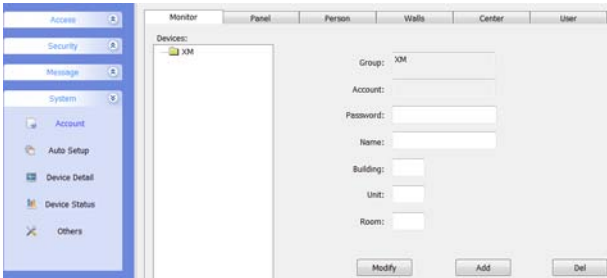 Access
Security
Message
System
Account
Auto Setup
Device Detail
Device Status
Others
Monitor Panel Person Walls Center User
Devices:
XM
Group: XM
Account:
Password:
Name:
Building:
Unit:
Room:
Modify Add Del